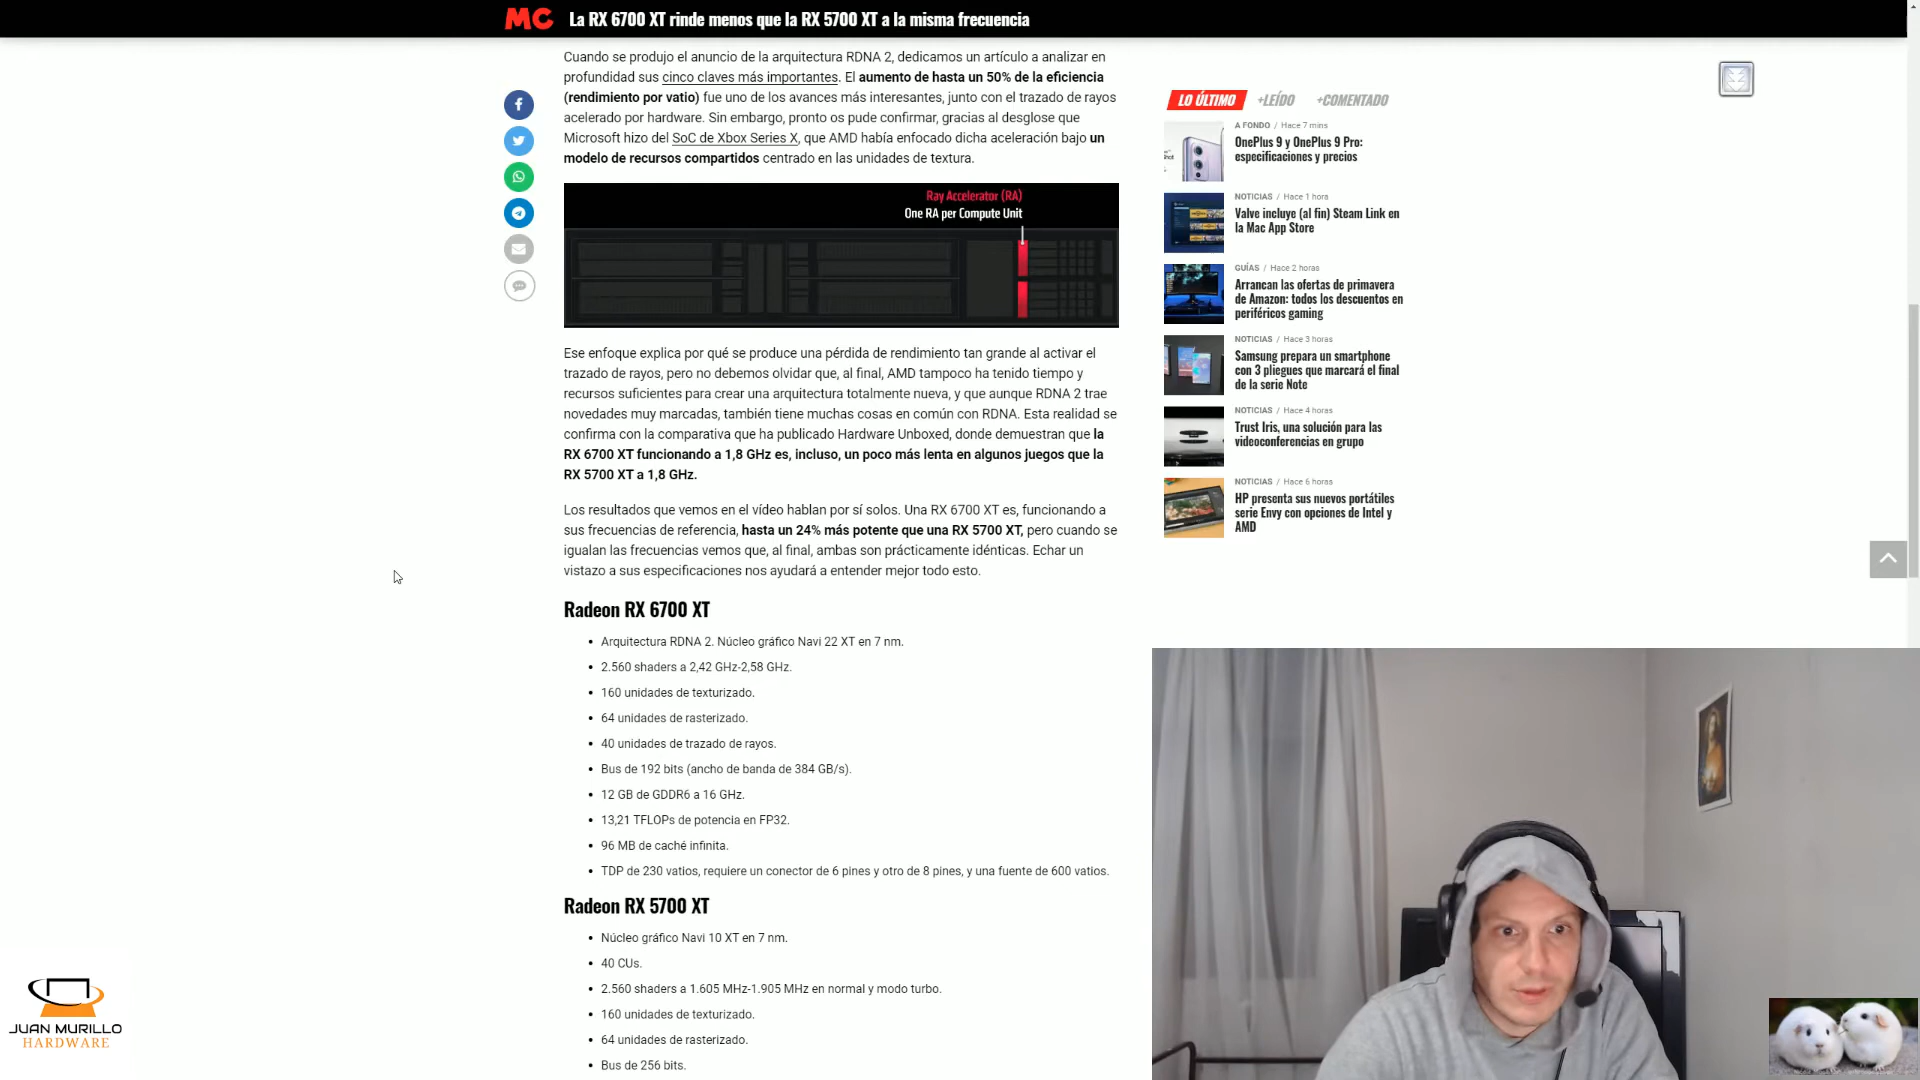 MC
La RX 6700 XT rinde menos que la RX 5700 XT a la misma frecuencia
Cuando se produjo el anuncio de la arquitectura RDNA 2, dedicamos un artículo a analizar en
profundidad sus cinco claves más importantes. El aumento de hasta un 50% de la eficiencia
(rendimiento por vatio) fue uno de los avances más interesantes, junto con el trazado de rayos
acelerado por hardware. Sin embargo, pronto os pude confirmar, gracias al desglose que
Microsoft hizo del SoC de Xbox Series X, que AMD había enfocado dicha aceleración bajo un
modelo de recursos compartidos centrado en las unidades de textura.
Ray Accelerator (RA)
One RA per Compute Unit
Ese enfoque explica por qué se produce una pérdida de rendimiento tan grande al activar el
trazado de rayos, pero no debemos olvidar que, al final, AMD tampoco ha tenido tiempo y
recursos suficientes para crear una arquitectura totalmente nueva, y que aunque RDNA 2 trae
novedades muy marcadas, también tiene muchas cosas en común con RDNA. Esta realidad se
confirma con la comparativa que ha publicado Hardware Unboxed, donde demuestran que la
RX 6700 XT funcionando a 1,8 GHz es, incluso, un poco más lenta en algunos juegos que la
RX 5700 XT a 1,8 GHz.
Los resultados que vemos en el vídeo hablan por sí solos. Una RX 6700 XT es, funcionando a
sus frecuencias de referencia, hasta un 24% más potente que una RX 5700 XT, pero cuando se
igualan las frecuencias vemos que, al final, ambas son prácticamente idénticas. Echar un
vistazo a sus especificaciones nos ayudará a entender mejor todo esto.
Radeon RX 6700 XT
• Arquitectura RDNA 2. Núcleo gráfico Navi 22 XT en 7 nm.
• 2.560 shaders a 2,42 GHz-2,58 GHz.
• 160 unidades de texturizado.
• 64 unidades de rasterizado.
• 40 unidades de trazado de rayos.
• Bus de 192 bits (ancho de banda de 384 GB/s).
• 12 GB de GDDR6 a 16 GHz.
• 13,21 TFLOPs de potencia en FP32.
• 96 MB de caché infinita.
• TDP de 230 vatios, requiere un conector de 6 pines y otro de 8 pines, y una fuente de 600 vatios.
Radeon RX 5700 XT
• Núcleo gráfico Navi 10 XT en 7 nm.
• 40 CUs.
• 2.560 shaders a 1.605 MHz-1.905 MHz en normal y modo turbo.
• 160 unidades de texturizado.
• 64 unidades de rasterizado.
• Bus de 256 bits.
LO ÚLTIMO +LEÍDO +COMENTADO
A FONDO / Hace 7 mins
OnePlus 9 y OnePlus 9 Pro:
especificaciones y precios
NOTICIAS / Hace 1 hora
Valve incluye (al fin) Steam Link en
la Mac App Store
GUÍAS / Hace 2 horas
Arrancan las ofertas de primavera
de Amazon: todos los descuentos en
periféricos gaming
NOTICIAS / Hace 3 horas
Samsung prepara un smartphone
con 3 pliegues que marcará el final
de la serie Note
NOTICIAS / Hace 4 horas
Trust Iris, una solución para las
videoconferencias en grupo
NOTICIAS / Hace 6 horas
HP presenta sus nuevos portátiles
serie Envy con opciones de Intel y
AMD
JUAN MURILLO
HARDWARE